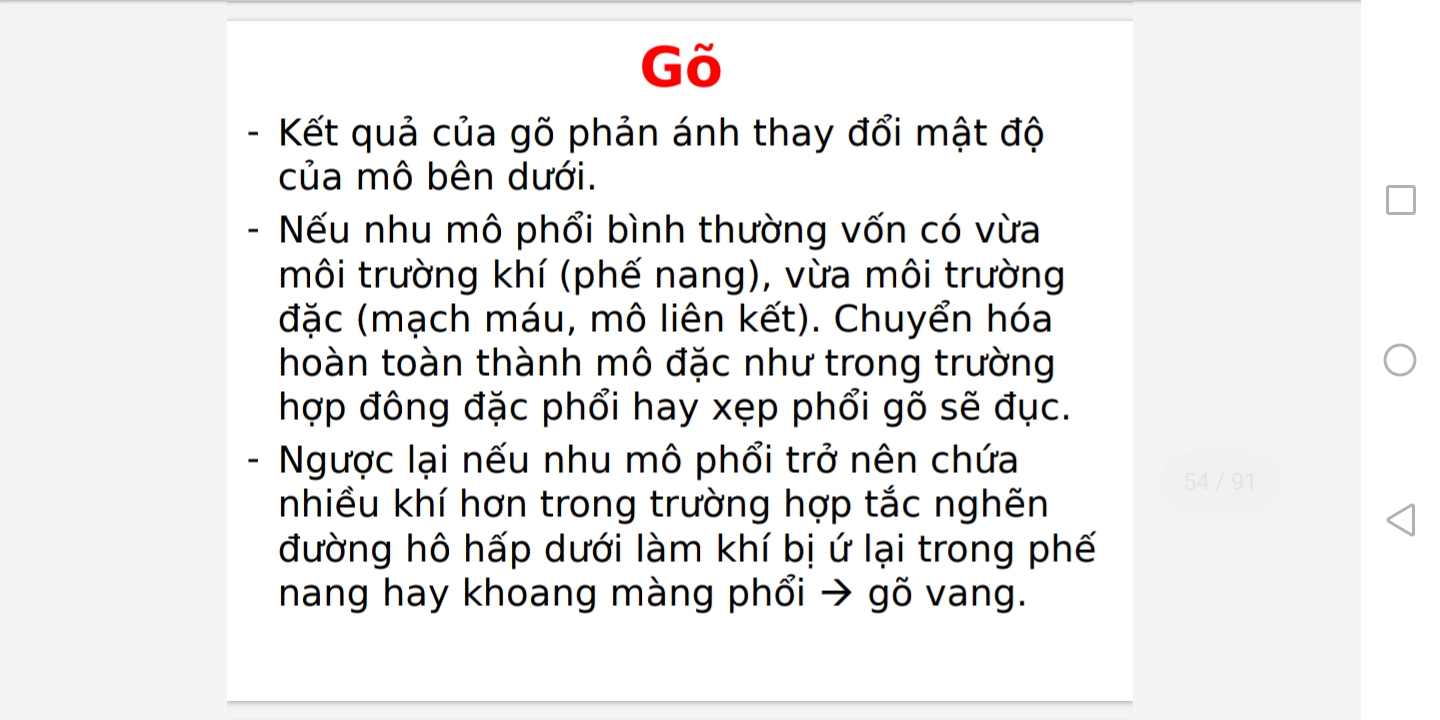 Gõ
- Kết quả của gõ phản ánh thay đổi mật độ
của mô bên dưới.
- Nếu nhu mô phổi bình thường vốn có vừa
môi trường khí (phế nang), vừa môi trường
đặc (mạch máu, mô liên kết). Chuyển hóa
hoàn toàn thành mô đặc như trong trường
hợp đông đặc phổi hay xẹp phổi gõ sẽ đục.
- Ngược lại nếu nhu mô phổi trở nên chứa
nhiều khí hơn trong trường hợp tắc nghẽn
đường hô hấp dưới làm khí bị ứ lại trong phế
nang hay khoang màng phổi → gõ vang.
54 / 91